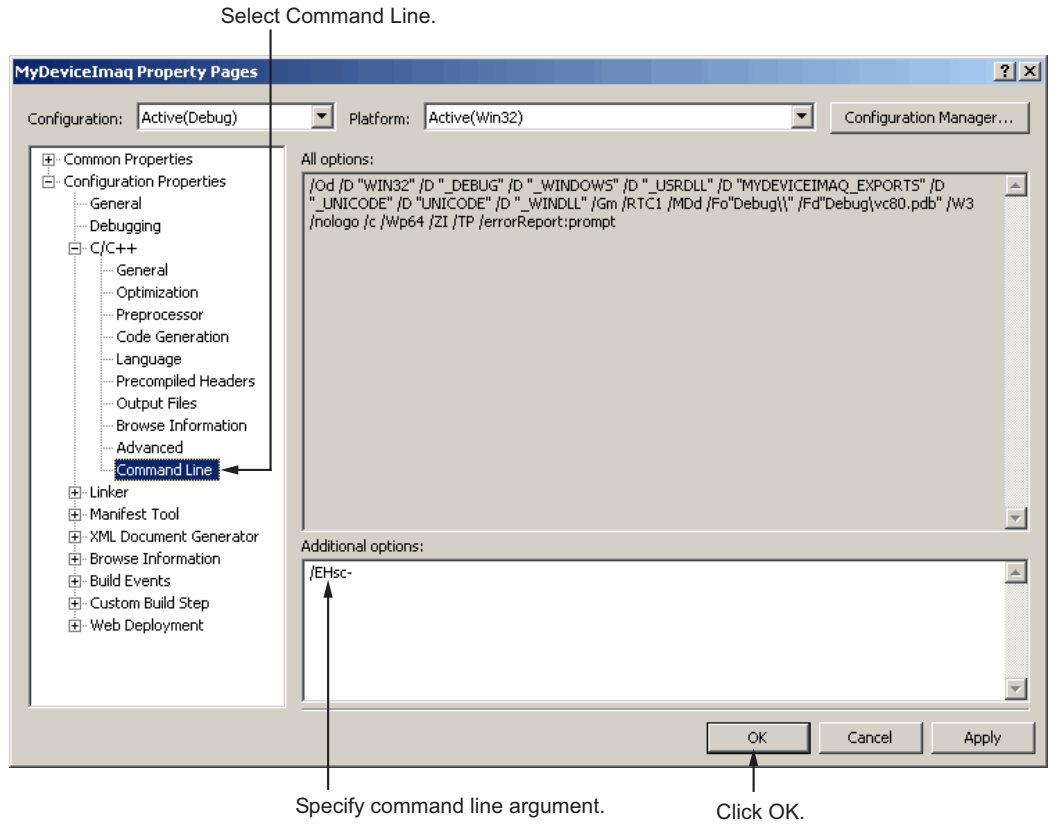 Select Command Line.
MyDeviceImaq Property Pages
Configuration: Active(Debug) Platform: Active(Win32) Configuration Manager...
Common Properties
Configuration Properties
General
Debugging
C/C++
General
Optimization
Preprocessor
Code Generation
Language
Precompiled Headers
Output Files
Browse Information
Advanced
Command Line
Linker
Manifest Tool
XML Document Generator
Browse Information
Build Events
Custom Build Step
Web Deployment
All options:
/Od /D "WIN32" /D "_DEBUG" /D "_WINDOWS" /D "_USRDLL" /D "MYDEVICEIMAQ_EXPORTS" /D
"_UNICODE" /D "UNICODE" /D "_WINDLL" /Gm /RTC1 /MDd /Fo"Debug\\" /Fd"Debug\vc80.pdb" /W3
/nologo /c /Wp64 /ZI /TP /errorReport:prompt
Additional options:
/EHsc-
OK Cancel Apply
Specify command line argument.
Click OK.